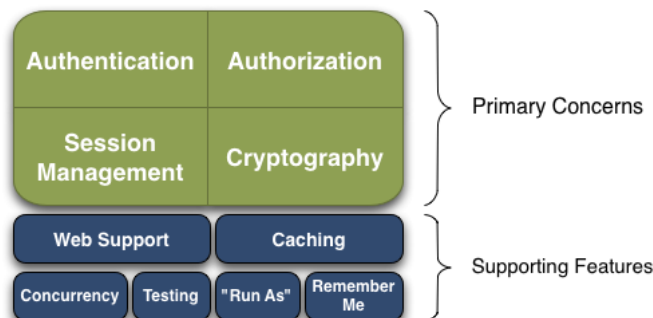 Authentication
Authorization
Primary Concerns
Session
Management
Cryptography
Web Support
Caching
Supporting Features
Concurrency
Testing
"Run As"
Remember
Me